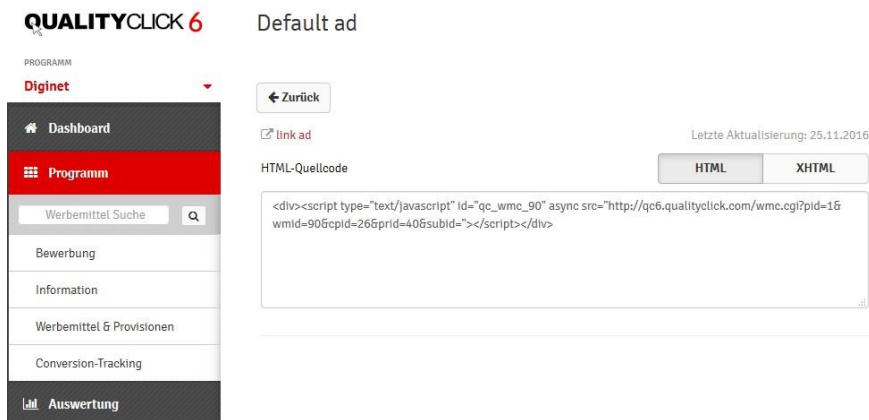 QUALITYCLICK 6
Default ad
PROGRAMM
Diginet
Zurück
Dashboard
link ad
Letzte Aktualisierung: 25.11.2016
Programm
HTML-Quellcode
HTML
XHTML
<div><script type="text/javascript" id="qc_wmc_90" async src="http://qc6.qualityclick.com/wmc.cgi?pid=1&
wmid=90&cpid=26&prid=40&subid="></script></div>
Werbemittel Suche
Bewerbung
Information
Werbemittel & Provisionen
Conversion-Tracking
Auswertung